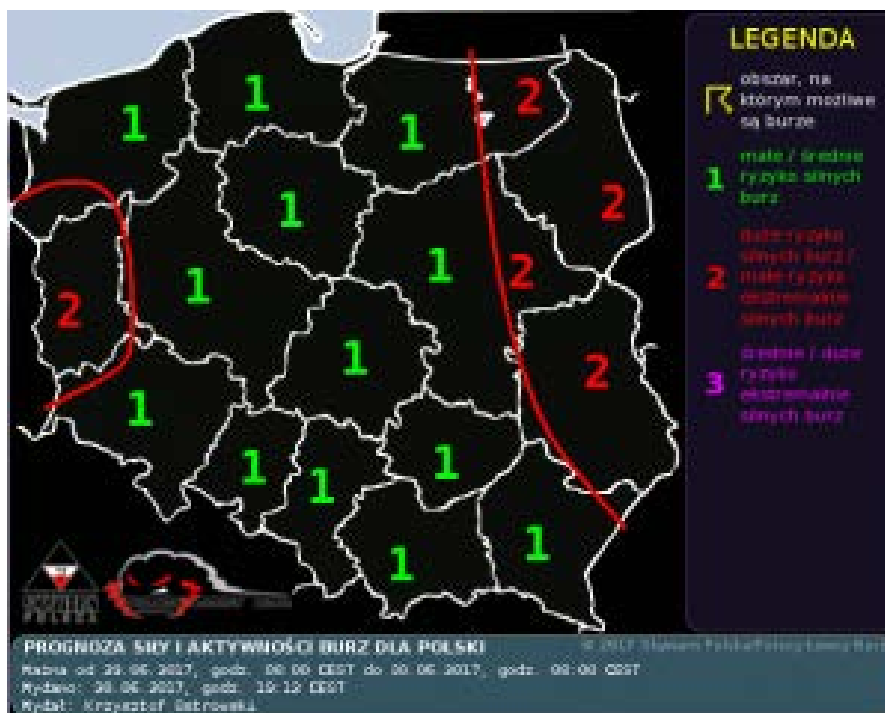 LEGENDA
obszar, na
którym możliwe
są burze
1 małe / średnie
ryzyko silnych
burz
2 duże ryzyko
silnych burz /
małe ryzyko
ekstremalnie
silnych burz
3 średnie / duże
ryzyko
ekstremalnie
silnych burz
1
1
1
2
1
2
1
1
2
2
1
2
1
1
1
1
1
1
PROGNOZA SIŁY I AKTYWNOŚCI BURZ DLA POLSKI
© 2017
Ważna od 29.06.2017, godz. 08:00 CEST do 30.06.2017, godz. 08:00 CEST
Wydano: 28.06.2017, godz. 19:12 CEST
Wydał: Krzysztof Ostrowski